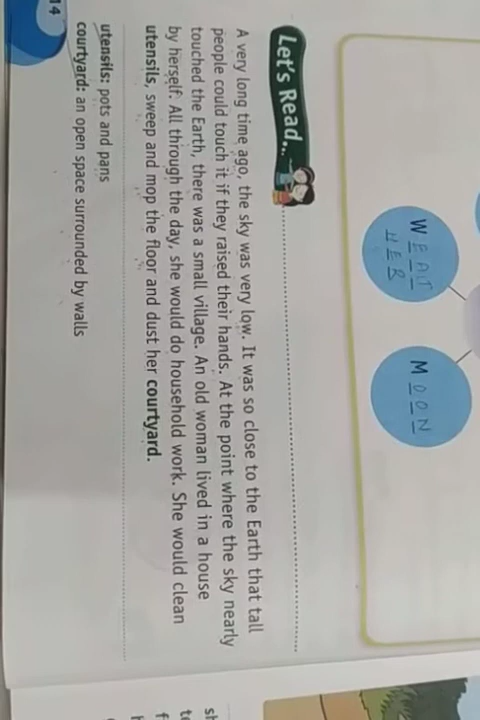 WEAT
HER
MOON
Let's Read...
A very long time ago, the sky was very low. It was so close to the Earth that tall
people could touch it if they raised their hands. At the point where the sky nearly
touched the Earth, there was a small village. An old woman lived in a house
by herself. All through the day, she would do household work. She would clean
utensils, sweep and mop the floor and dust her courtyard.
utensils: pots and pans
courtyard: an open space surrounded by walls
14